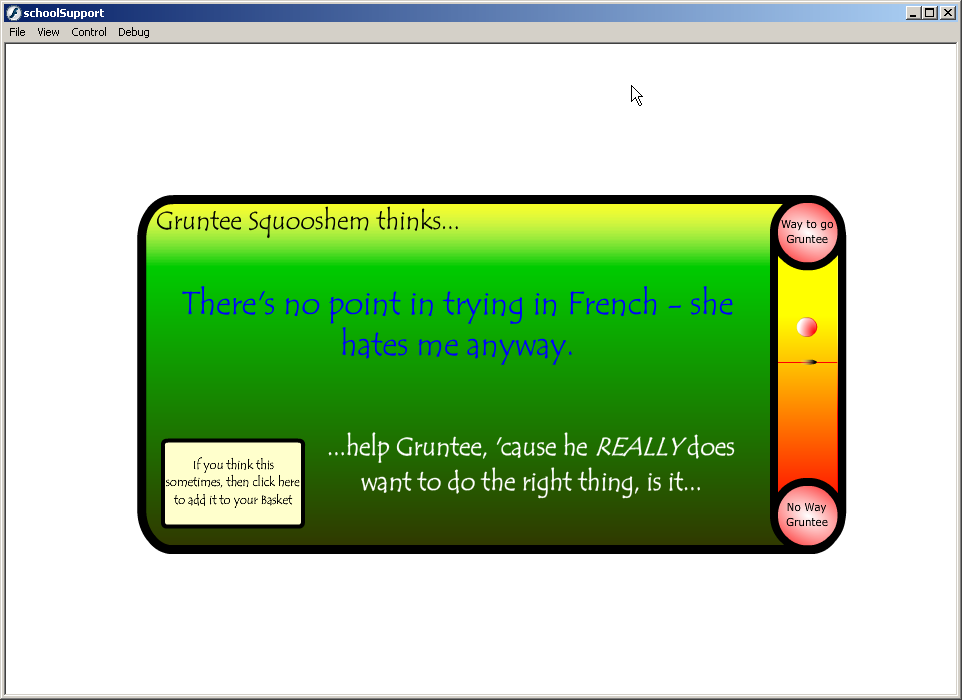 schoolSupport
File View Control Debug
Gruntee Squooshem thinks...
Way to go
Gruntee
There's no point in trying in French - she
hates me anyway.
...help Gruntee, 'cause he REALLY does
want to do the right thing, is it...
If you think this
sometimes, then click here
to add it to your Basket
No Way
Gruntee